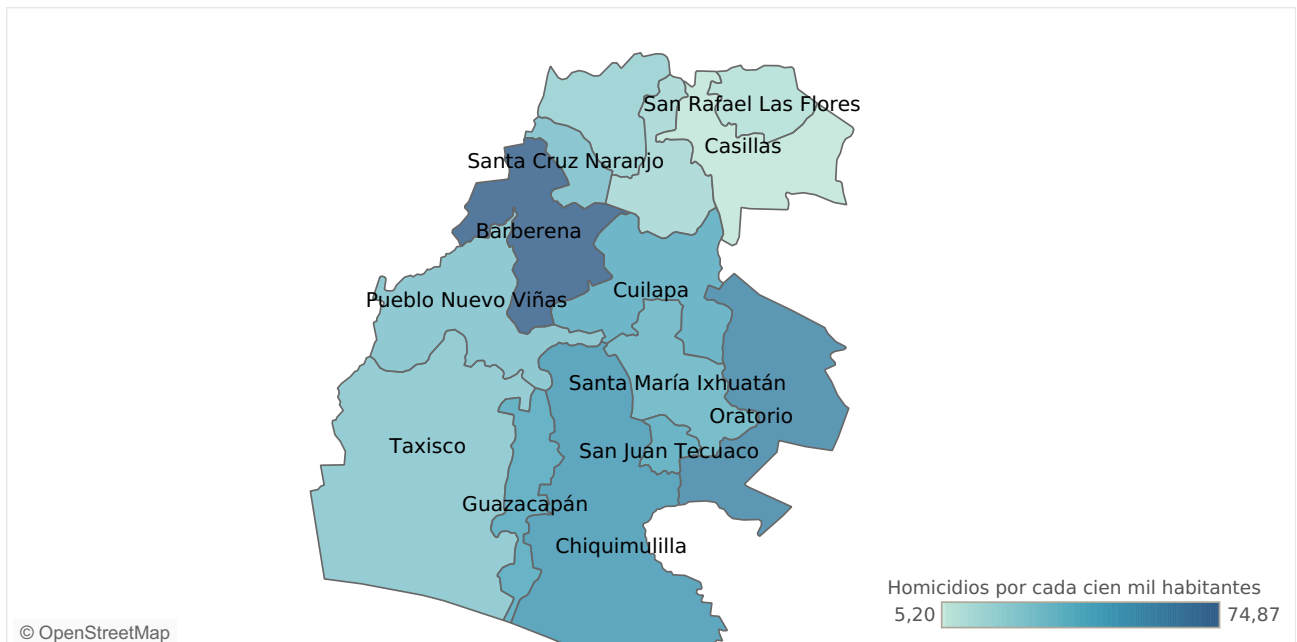 San Rafael Las Flores
Casillas
Santa Cruz Naranjo
Barberena
Cuilapa
Pueblo Nuevo Viñas
Santa María Ixhuatán
Oratorio
Taxisco
San Juan Tecuaco
Guazacapán
Chiquimulilla
Homicidios por cada cien mil habitantes
5,20 74,87
© OpenStreetMap